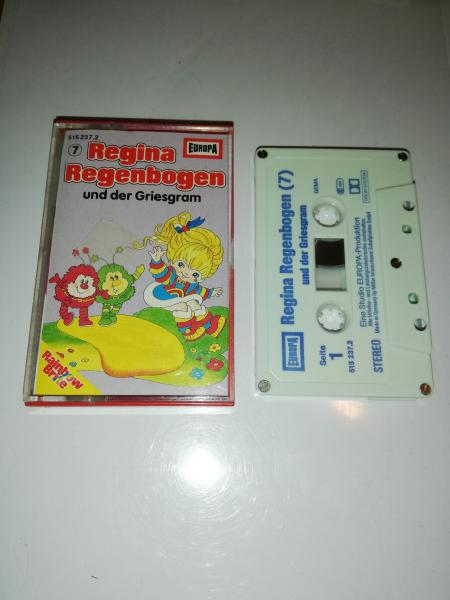 515 237.2
7
Regina
Regenbogen
und der Griesgram
EUROPA
Rainbow
Brite
EUROPA
Regina Regenbogen (7)
und der Griesgram
GEMA
Seite
1
515 237.2
STEREO
Eine Studio EUROPA-Produktion